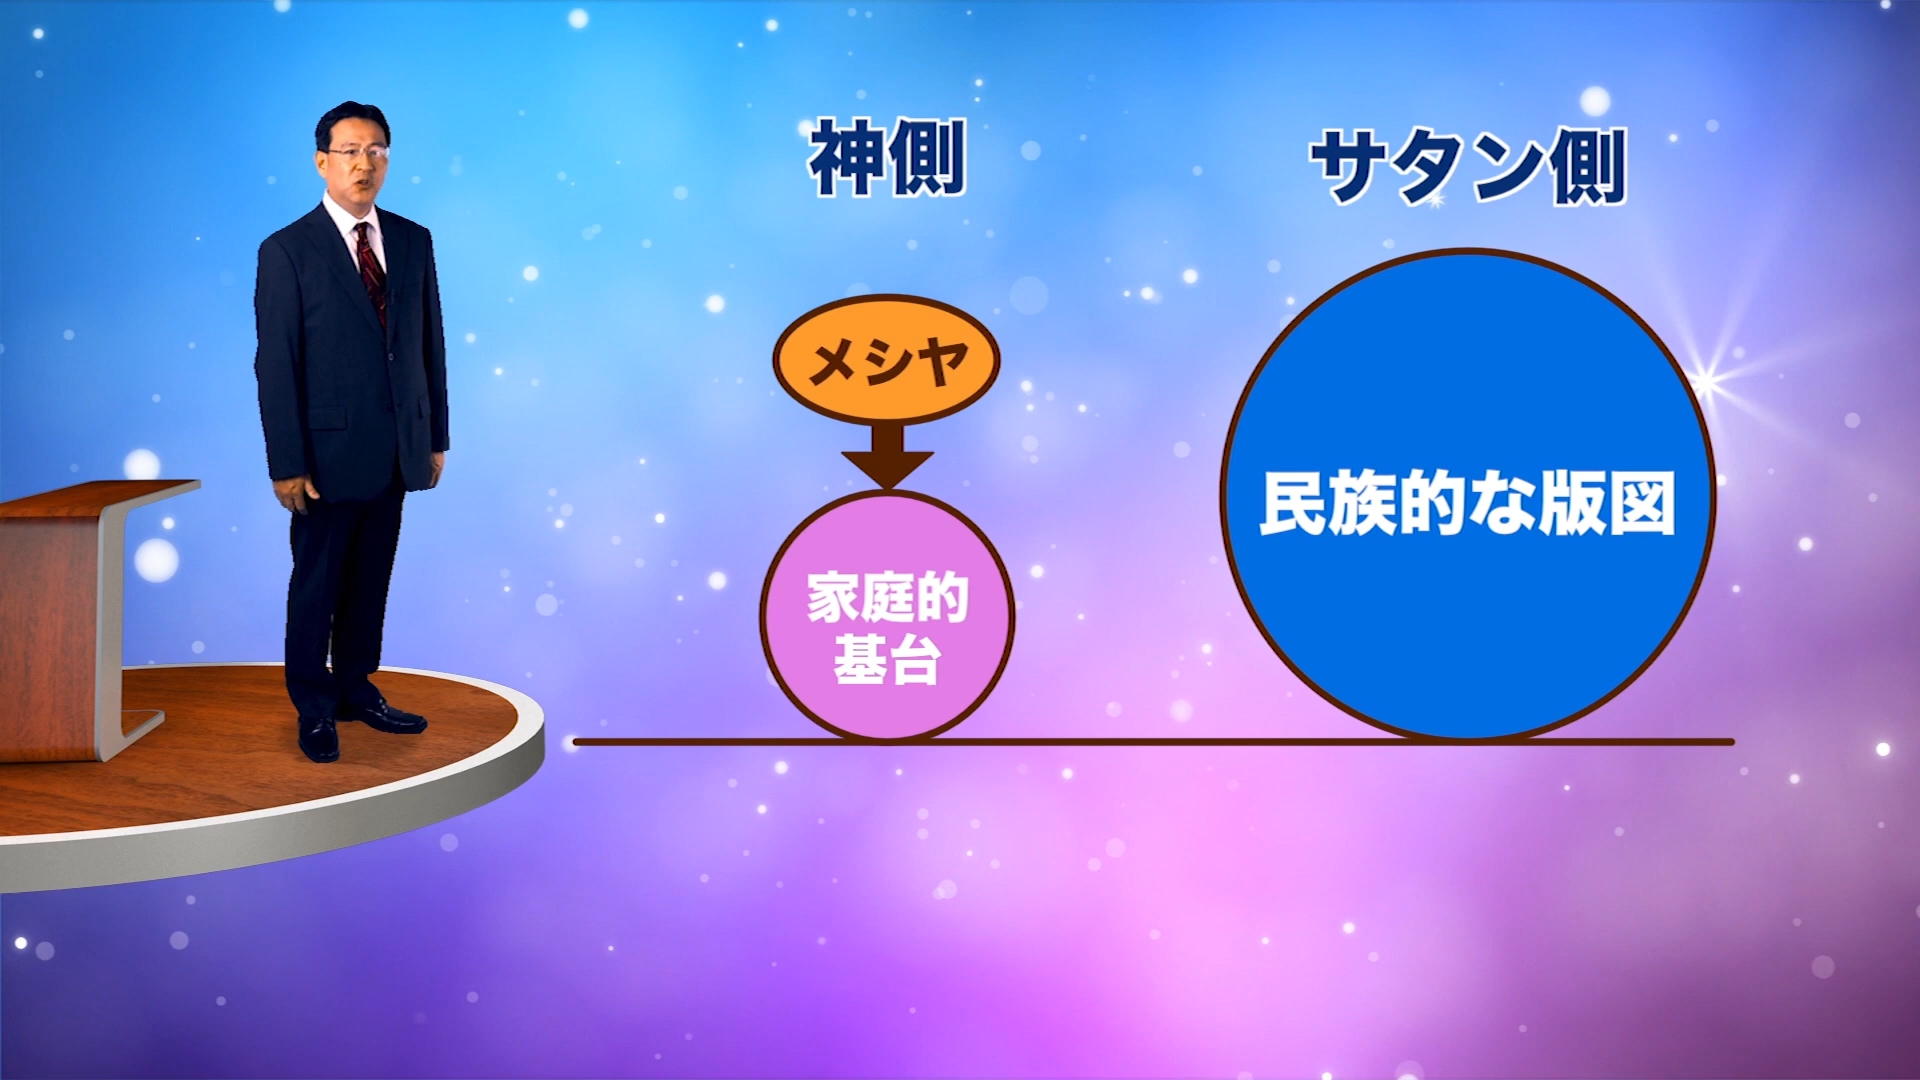 神側
サタン側
メシヤ
家庭的
基台
民族的な版図